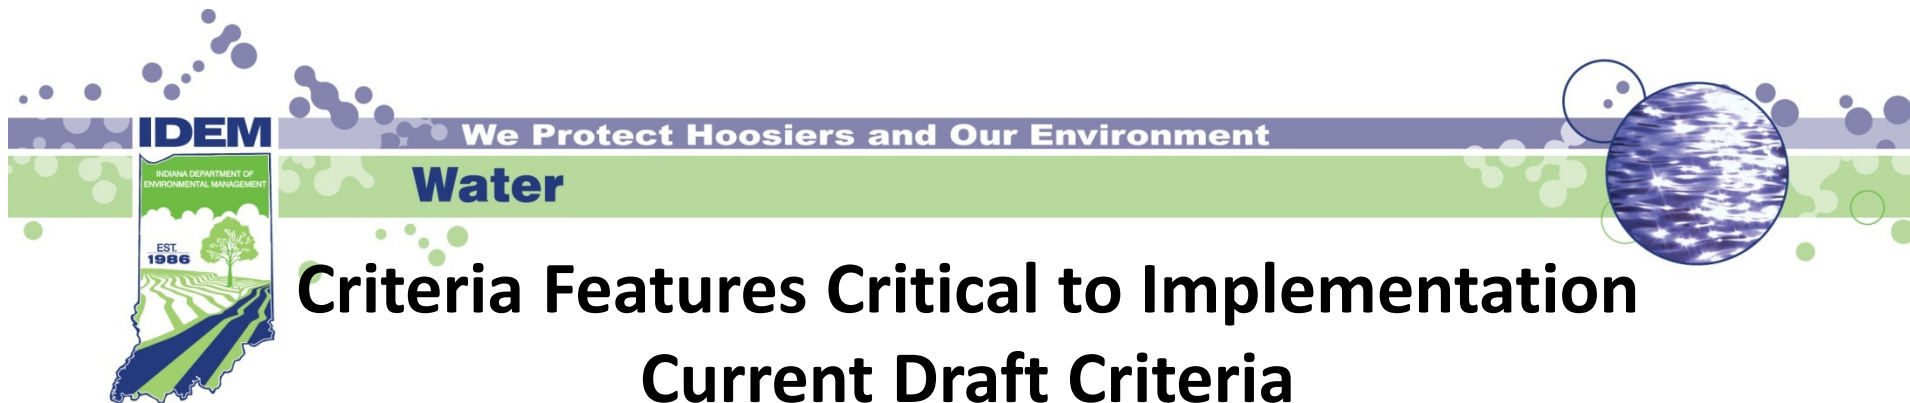 IDEM
We Protect Hoosiers and Our Environment
INDIANA DEPARTMENT OF
ENVIRONMENTAL MANAGEMENT
Water
EST.
1986
Criteria Features Critical to Implementation
Current Draft Criteria